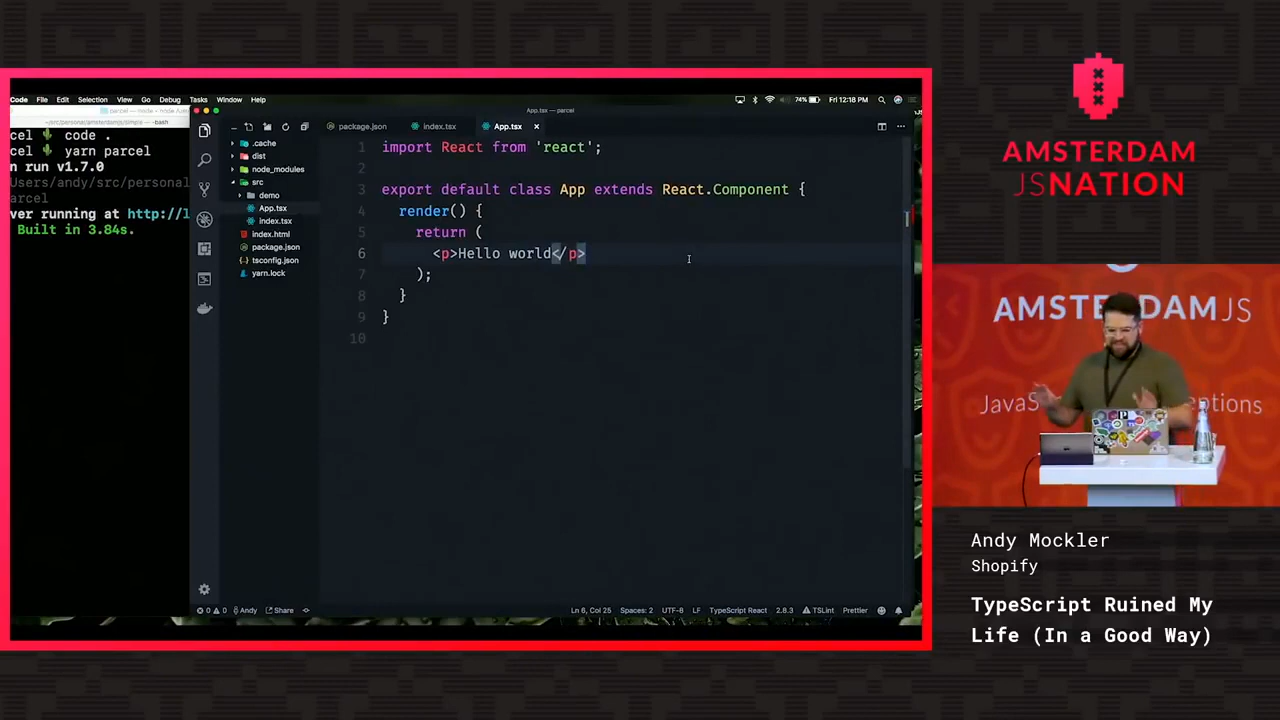 Code File Edit Selection View Go Debug Tasks Window Help
74% Fri 12:18 PM
App.tsx — parcel
cel code .
cel yarn parcel
n run v1.7.0
Users/andy/src/personal
arcel
ver running at http://l
Built in 3.84s.
.cache
dist
node_modules
src
demo
App.tsx
index.tsx
index.html
package.json
tsconfig.json
yarn.lock
package.json index.tsx App.tsx
1 import React from 'react';
2
3 export default class App extends React.Component {
4 render() {
5 return (
6 <p>Hello world</p>
7 );
8 }
9 }
10
0 0 Andy Share
Ln 6, Col 25 Spaces: 2 UTF-8 LF TypeScript React 2.8.3 TSLint Prettier
AMSTERDAM
JSNATION
AMSTERDAMJS
Andy Mockler
Shopify
TypeScript Ruined My
Life (In a Good Way)